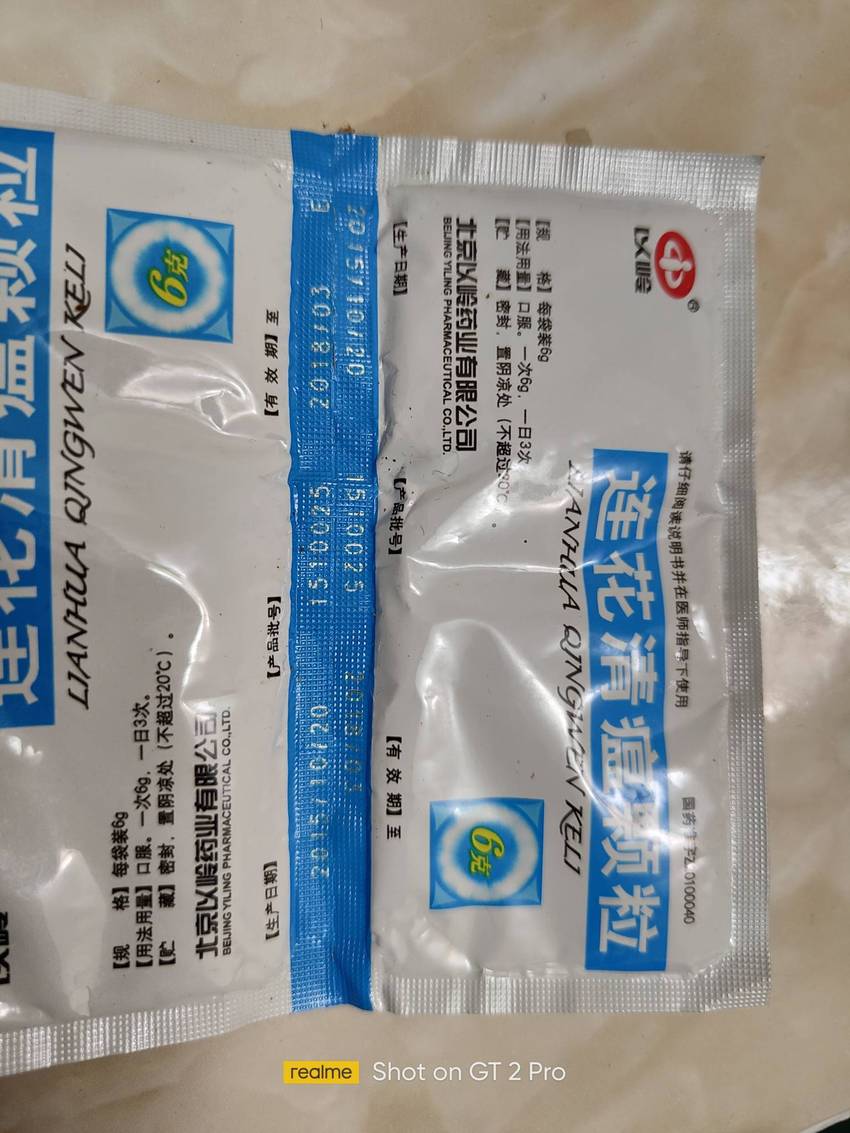 以岭
®
请仔细阅读说明书并在医师指导下使用
国药准字Z20100040
连花清瘟颗粒
LIANHUA QINGWEN KELI
6克
【规 格】每袋装6g
【用法用量】口服。一次6g,一日3次
【贮 藏】密封,置阴凉处(不超过20℃
北京以岭药业有限公司
BEIJING YILING PHARMACEUTICAL CO.,LTD.
【生产日期】
【产品批号】
【有 效 期】至
2015/10/20
1510025
2018/03
2015/10/20
1510025
2018/03
E
【生产日期】
【产品批号】
【有 效 期】至
连花清瘟颗粒
LIANHUA QINGWEN KELI
6克
【规 格】每袋装6g
【用法用量】口服。一次6g,一日3次。
【贮 藏】密封,置阴凉处(不超过20℃)。
北京以岭药业有限公司
BEIJING YILING PHARMACEUTICAL CO.,LTD.
realme Shot on GT 2 Pro